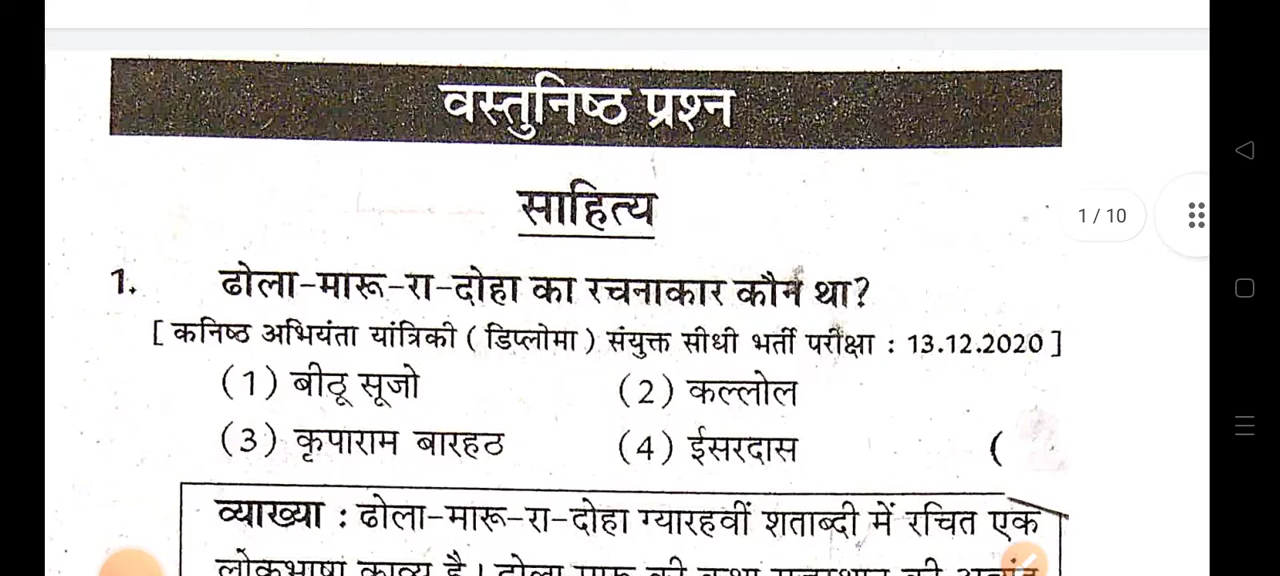 वस्तुनिष्ठ प्रश्न
साहित्य
1 / 10
1. ढोला-मारू-रा-दोहा का रचनाकार कौन था?
[ कनिष्ठ अभियंता यांत्रिकी ( डिप्लोमा ) संयुक्त सीधी भर्ती परीक्षा : 13.12.2020 ]
(1) बीठू सूजो (2) कल्लोल
(3) कृपाराम बारहठ (4) ईसरदास (
व्याख्या : ढोला-मारू-रा-दोहा ग्यारहवीं शताब्दी में रचित एक
लोकभाषा काव्य है।